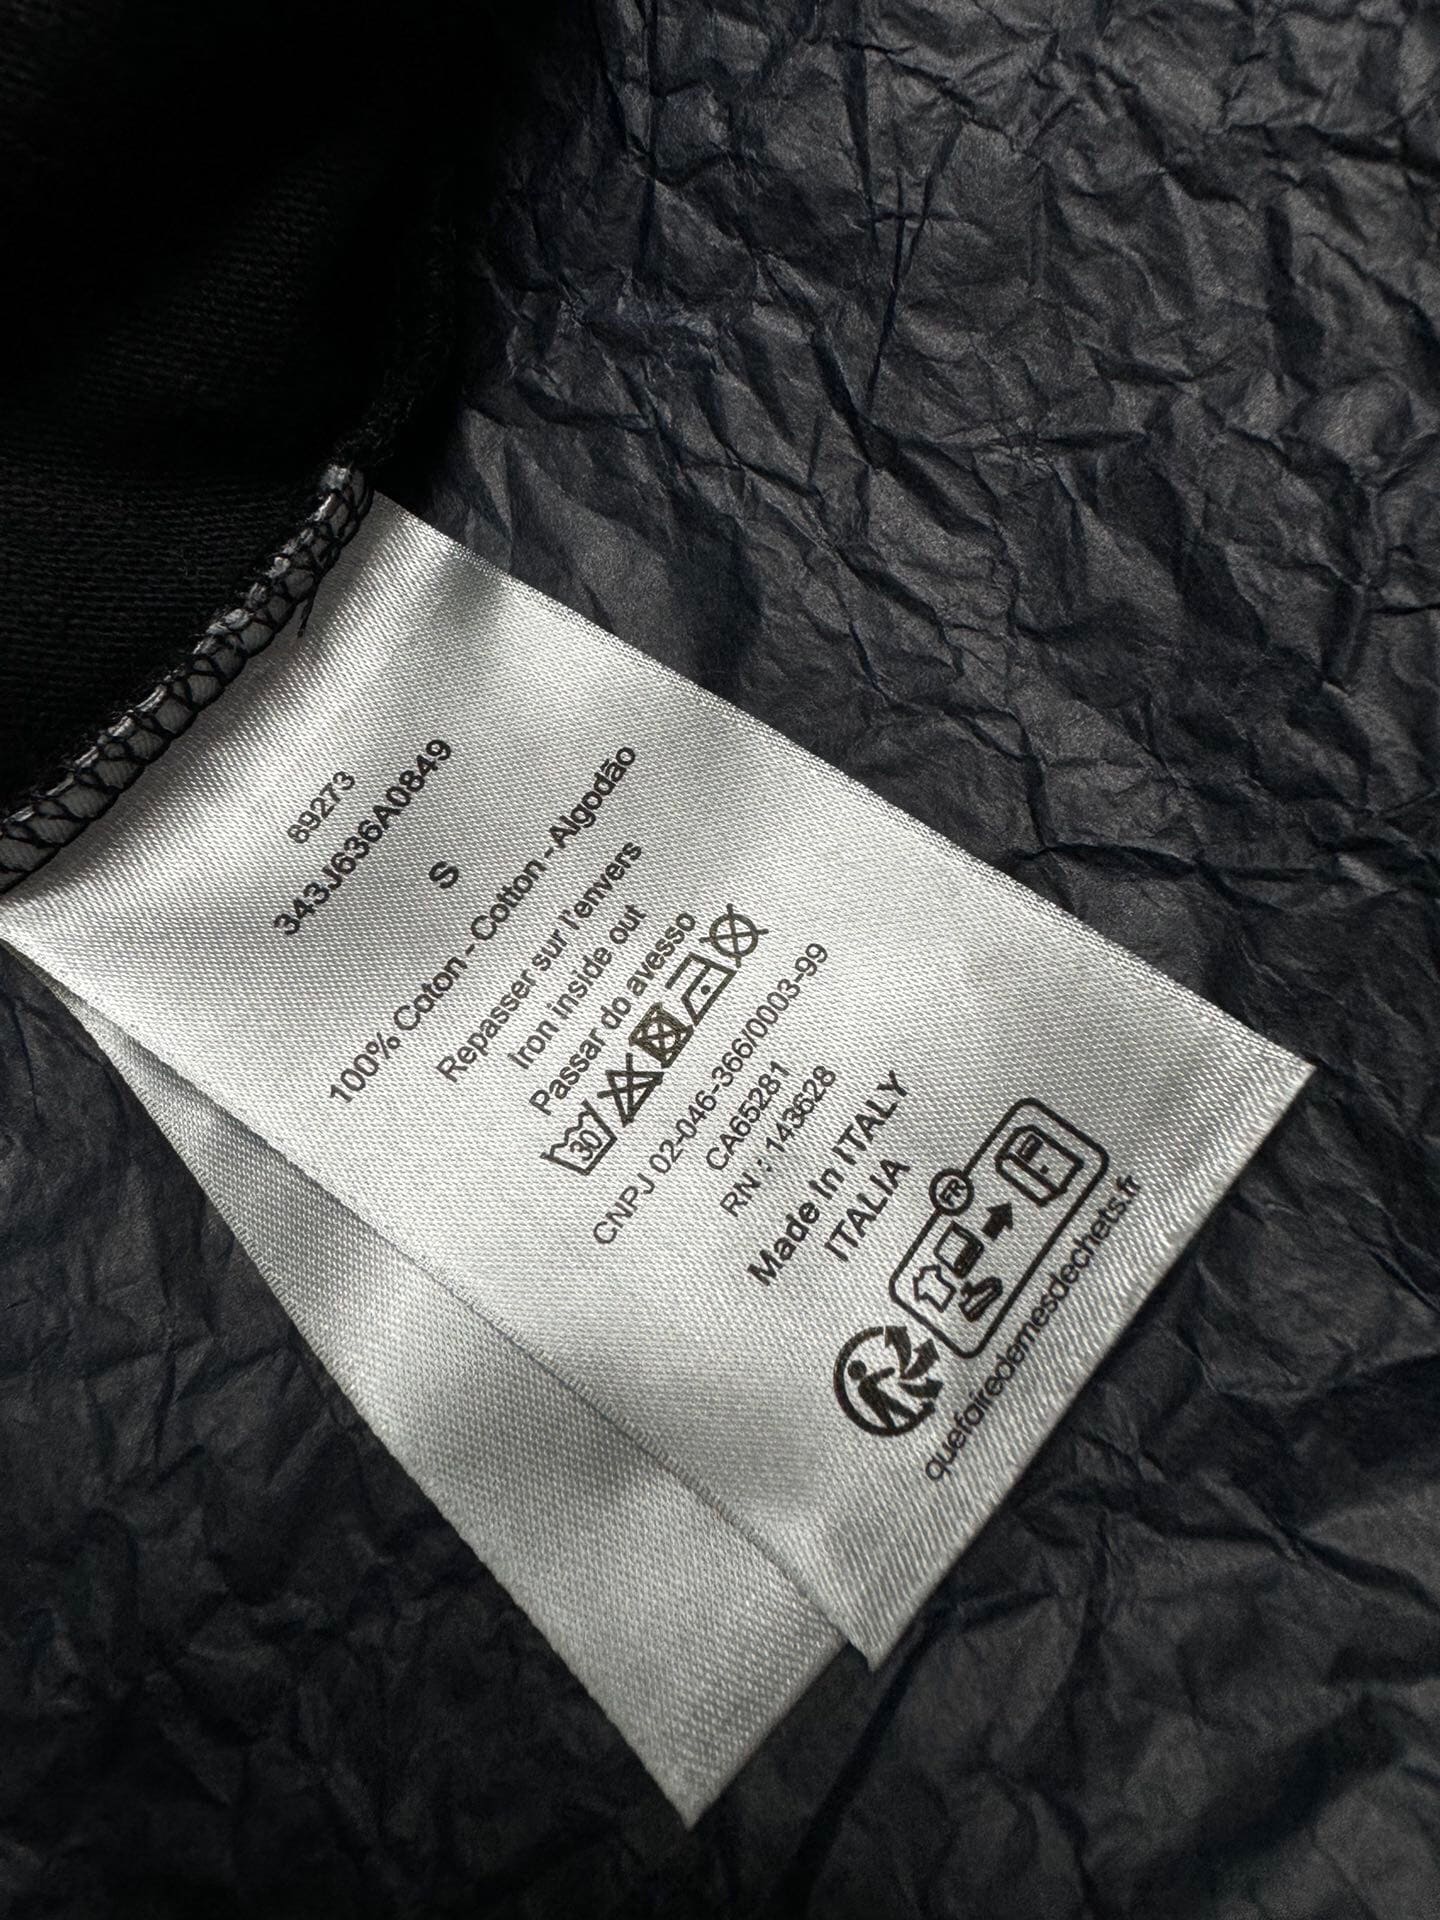 89273
343J636A0849
S
100% Coton - Cotton - Algodão
Repasser sur l'envers
Iron inside out
Passar do avesso
30
CNPJ 02-046-366/0003-99
CA65281
RN : 143628
Made In ITALY
ITALIA
FR
quefairedemesdechets.fr